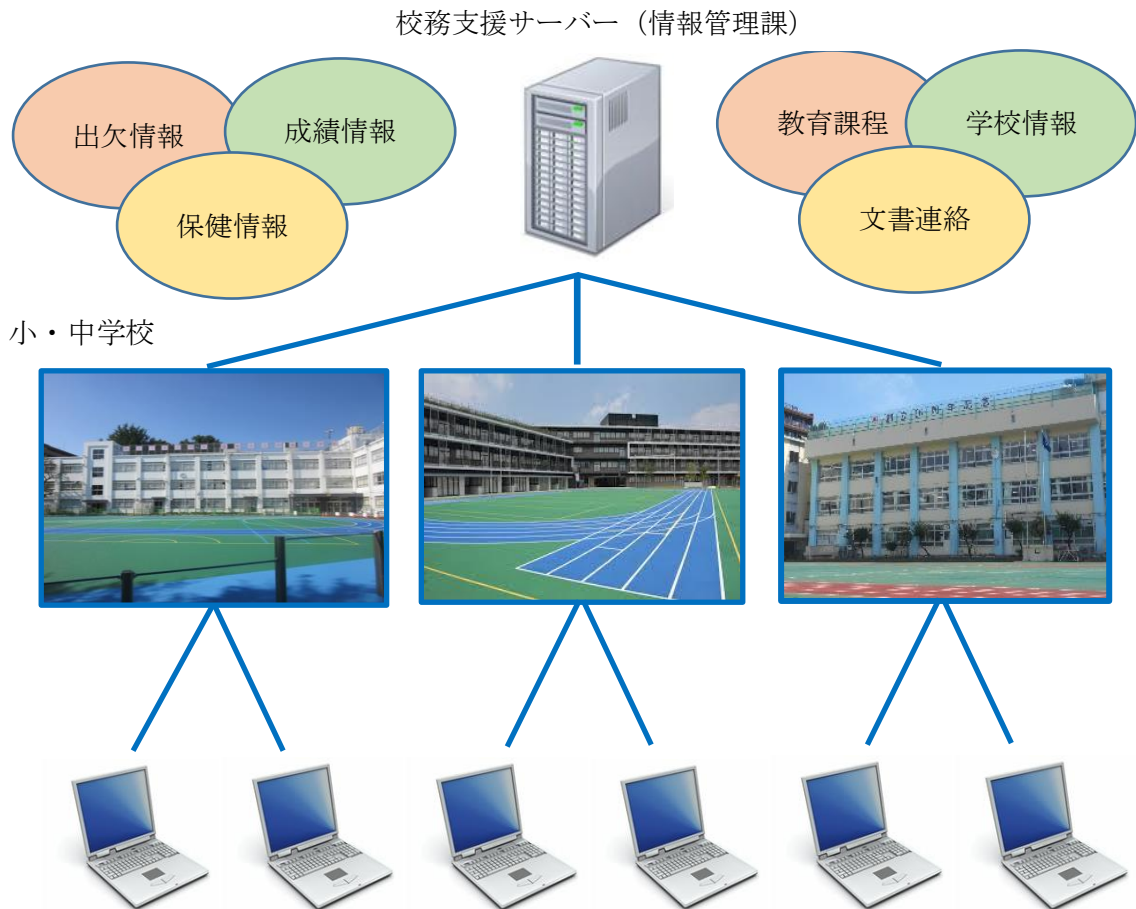 校務支援サーバー（情報管理課）
出欠情報
成績情報
保健情報
教育課程
学校情報
文書連絡
小・中学校